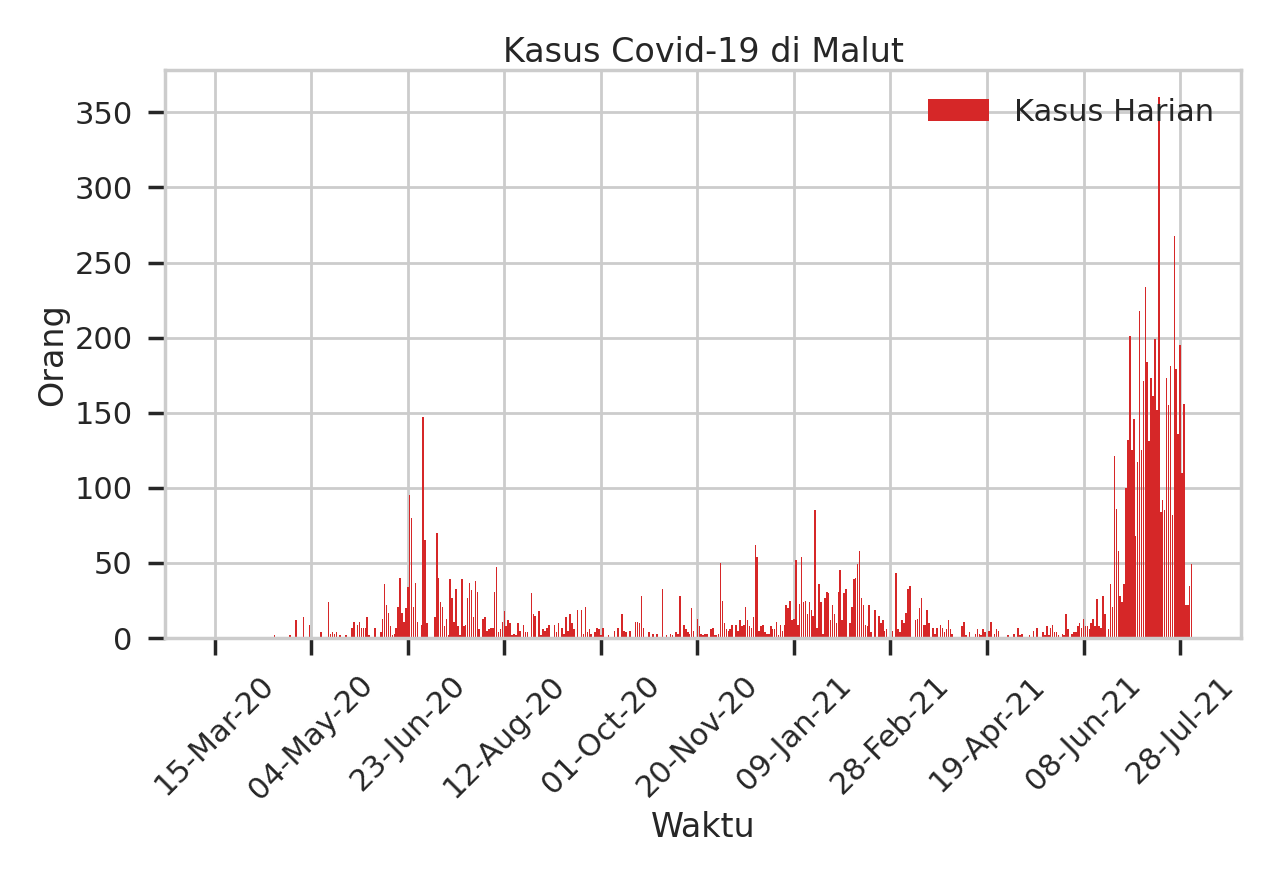 Kasus Covid-19 di Malut
Kasus Harian
350
300
250
200
150
100
50
0
Orang
15-Mar-20
04-May-20
23-Jun-20
12-Aug-20
01-Oct-20
20-Nov-20
09-Jan-21
28-Feb-21
19-Apr-21
08-Jun-21
28-Jul-21
Waktu